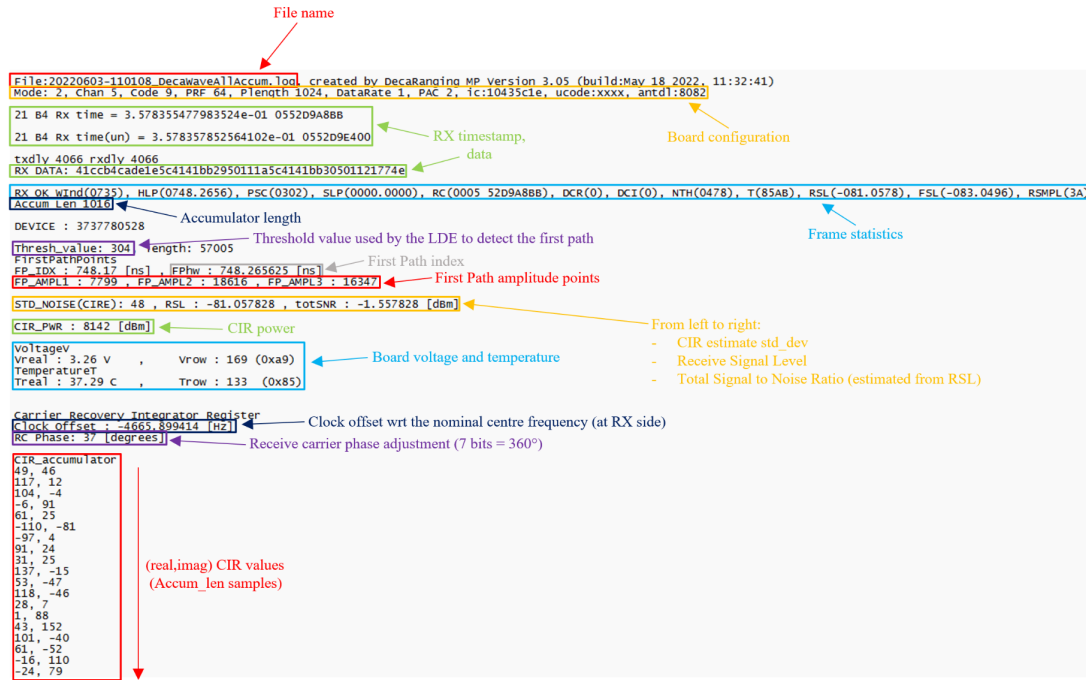 File name
File:20220603-110108_DecaWaveAllAccum.log, created by DecaRanging MP Version 3.05 (build:May 18 2022, 11:32:41)
Mode: 2, Chan 5, Code 9, PRF 64, Plength 1024, DataRate 1, PAC 2, ic:10435c1e, ucode:xxxx, antdl:8082
Board configuration
21 B4 Rx time = 3.578355477983524e-01 0552D9A8BB
21 B4 Rx time(un) = 3.578357852564102e-01 0552D9E400
RX timestamp,
data
txdly 4066 rxdly 4066
RX DATA: 41ccb4cade1e5c4141bb2950111a5c4141bb30501121774e
RX OK WInd(0735), HLP(0748.2656), PSC(0302), SLP(0000.0000), RC(0005 52D9A8BB), DCR(0), DCI(0), NTH(0478), T(85AB), RSL(-081.0578), FSL(-083.0496), RSMPL(3A)
Frame statistics
Accum Len 1016
Accumulator length
DEVICE : 3737780528
Thresh_value: 304 , length: 57005
Threshold value used by the LDE to detect the first path
FirstPathPoints
FP_IDX : 748.17 [ns] , FPhw : 748.265625 [ns]
First Path index
FP_AMPL1 : 7799 , FP_AMPL2 : 18616 , FP_AMPL3 : 16347
First Path amplitude points
STD_NOISE(CIRE): 48 , RSL : -81.057828 , totSNR : -1.557828 [dBm]
From left to right:
- CIR estimate std_dev
- Receive Signal Level
- Total Signal to Noise Ratio (estimated from RSL)
CIR_PWR : 8142 [dBm]
CIR power
VoltageV
Vreal : 3.26 V , Vrow : 169 (0xa9)
TemperatureT
Treal : 37.29 C , Trow : 133 (0x85)
Board voltage and temperature
Carrier Recovery Integrator Register
Clock Offset : -4665.899414 [Hz]
Clock offset wrt the nominal centre frequency (at RX side)
RC Phase: 37 [degrees]
Receive carrier phase adjustment (7 bits = 360°)
CIR_accumulator
49, 46
117, 12
104, -4
-6, 91
61, 25
-110, -81
-97, 4
91, 24
31, 25
137, -15
53, -47
118, -46
28, 7
1, 88
43, 152
101, -40
61, -52
-16, 110
-24, 79
(real,imag) CIR values
(Accum_len samples)